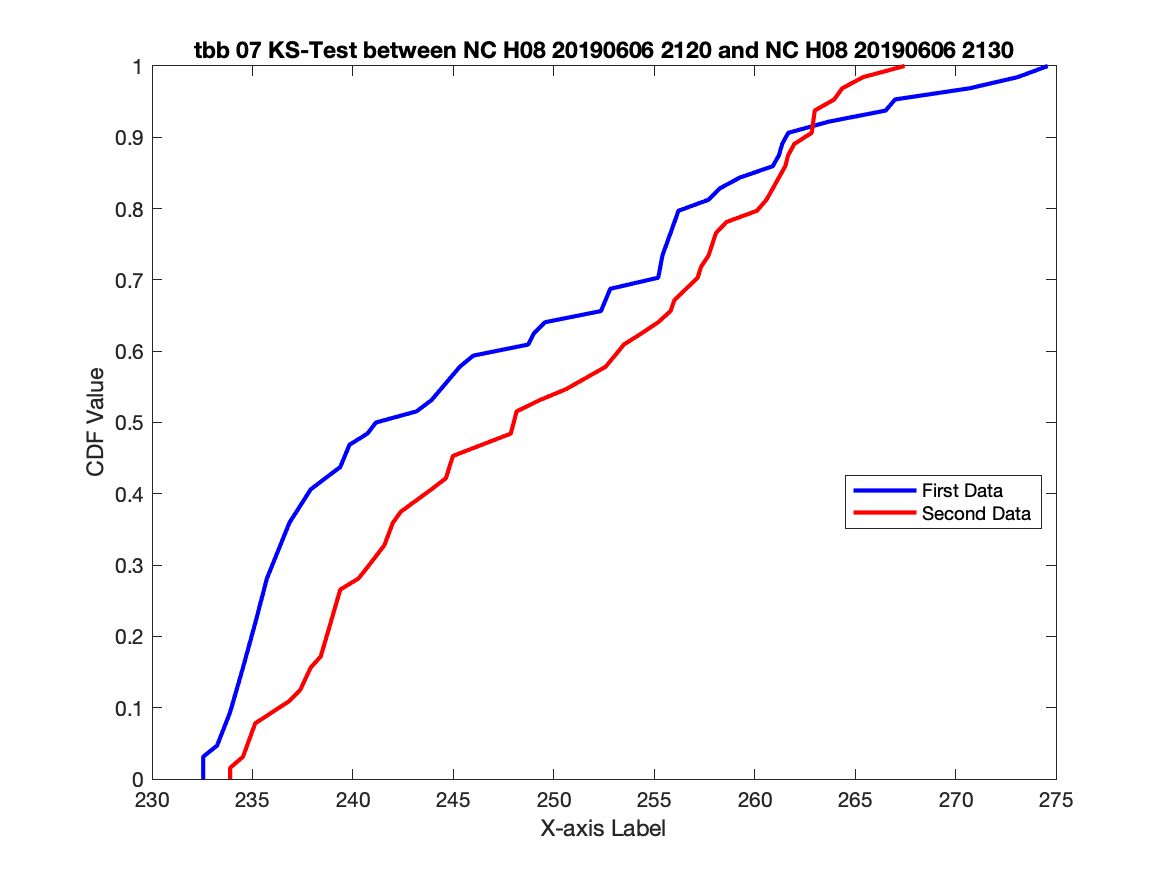 tbb 07 KS-Test between NC H08 20190606 2120 and NC H08 20190606 2130
1
0.9
0.8
0.7
0.6
0.5
0.4
0.3
0.2
0.1
0
CDF Value
First Data
Second Data
230 235 240 245 250 255 260 265 270 275
X-axis Label